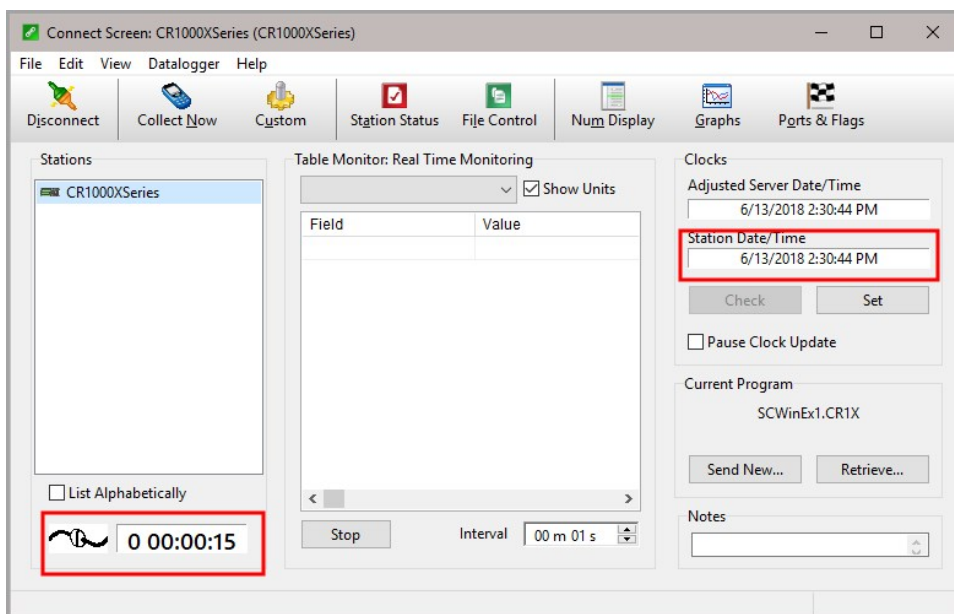 Connect Screen: CR1000XSeries (CR1000XSeries)
File Edit View Datalogger Help
Disconnect Collect Now Custom Station Status File Control Num Display Graphs Ports & Flags
Stations
CR1000XSeries
List Alphabetically
0 00:00:15
Table Monitor: Real Time Monitoring
Show Units
Field Value
Stop Interval 00 m 01 s
Clocks
Adjusted Server Date/Time
6/13/2018 2:30:44 PM
Station Date/Time
6/13/2018 2:30:44 PM
Check Set
Pause Clock Update
Current Program
SCWinEx1.CR1X
Send New... Retrieve...
Notes